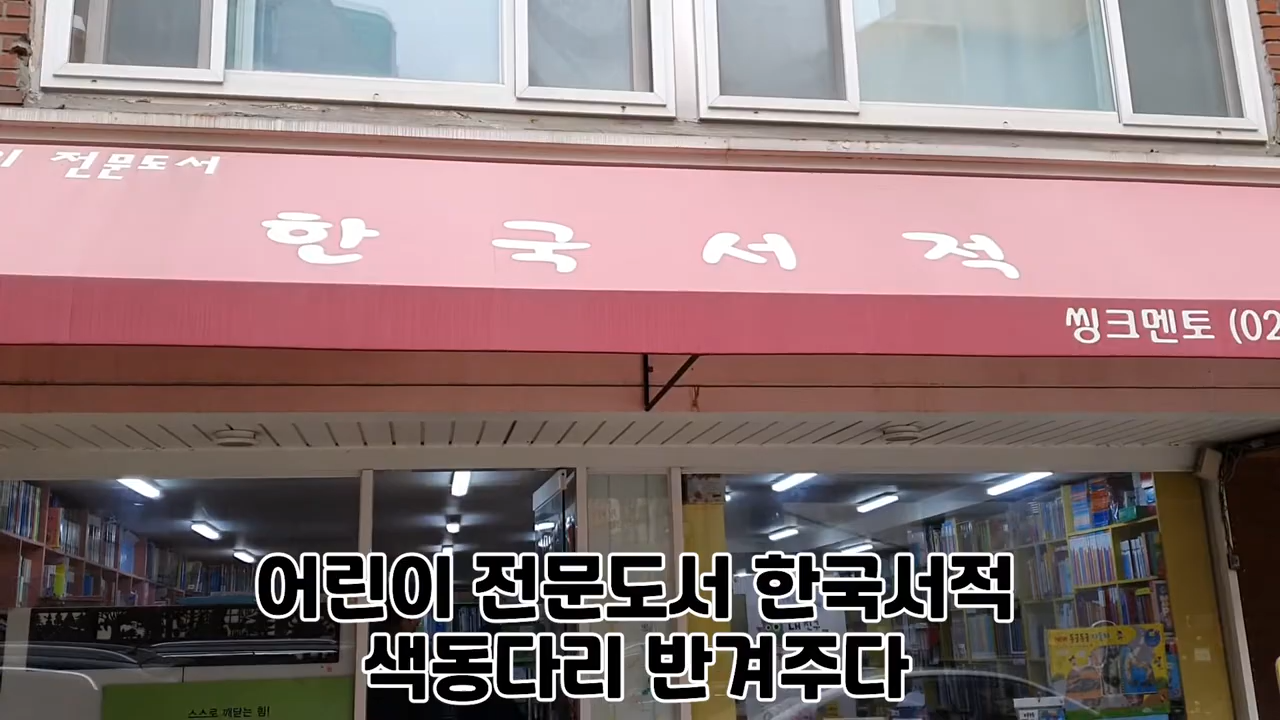 이 전문도서
한국서적
씽크멘토 (02
어린이 전문도서 한국서적
색동다리 반겨주다
스스로 깨닫는 힘!